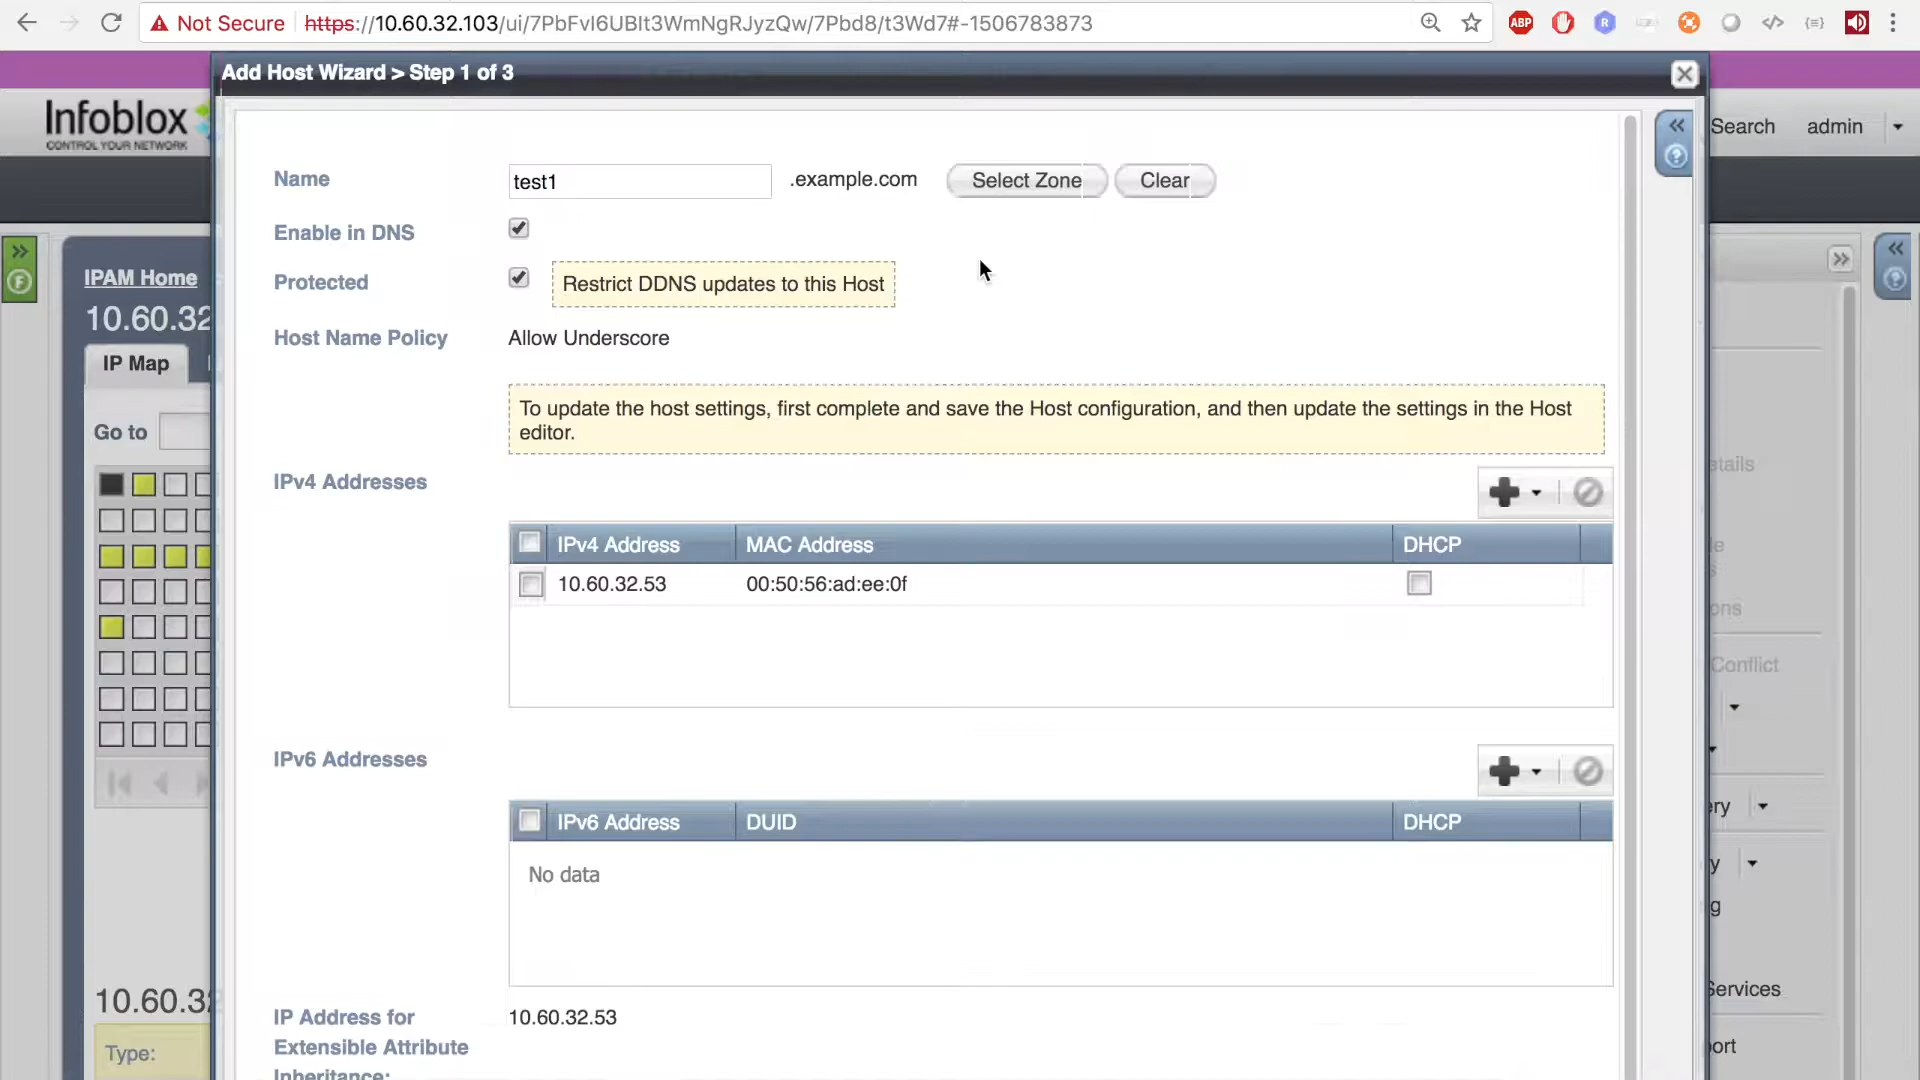 Not Secure https://10.60.32.103/ui/7PbFvI6UBIt3WmNgRJyzQw/7Pbd8/t3Wd7#-1506783873
ABP
R
Add Host Wizard > Step 1 of 3
Infoblox
CONTROL YOUR NETWORK
Search admin
Name test1 .example.com Select Zone Clear
Enable in DNS
Protected Restrict DDNS updates to this Host
Host Name Policy Allow Underscore
To update the host settings, first complete and save the Host configuration, and then update the settings in the Host
editor.
IPAM Home
10.60.32
IP Map
Go to
IPv4 Addresses
IPv4 Address MAC Address DHCP
10.60.32.53 00:50:56:ad:ee:0f
Conflict
IPv6 Addresses
IPv6 Address DUID DHCP
No data
Services
10.60.3
Type:
IP Address for 10.60.32.53
Extensible Attribute
Inheritance: